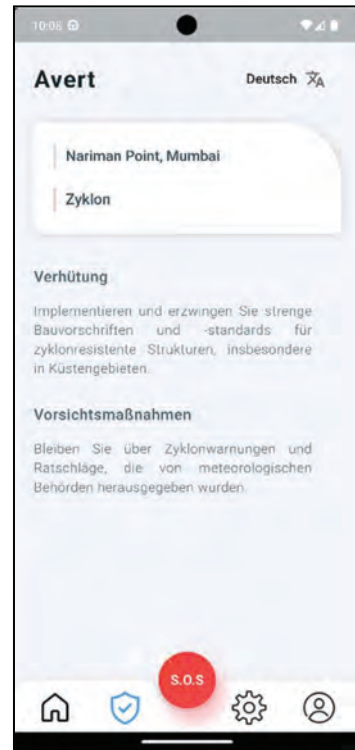 10:08
Avert
Deutsch
Nariman Point, Mumbai
Zyklon
Verhütung
Implementieren und erzwingen Sie strenge
Bauvorschriften und -standards für
zyklonresistente Strukturen, insbesondere
in Küstengebieten.
Vorsichtsmaßnahmen
Bleiben Sie über Zyklonwarnungen und
Ratschläge, die von meteorologischen
Behörden herausgegeben wurden.
S.O.S